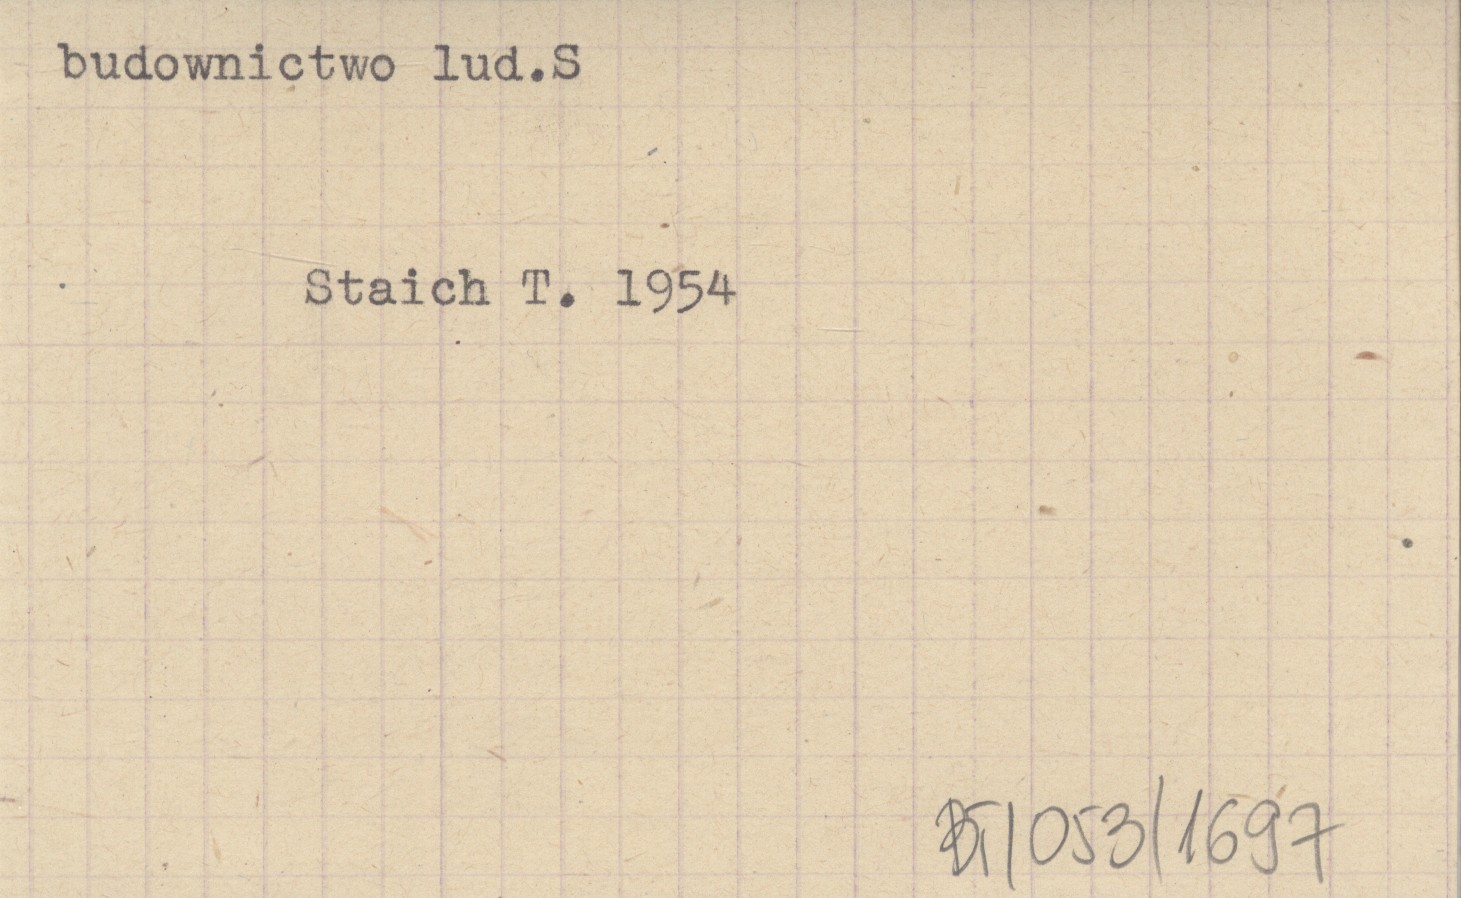 budownictwo lud.S
Staich T. 1954
BT/053/1697